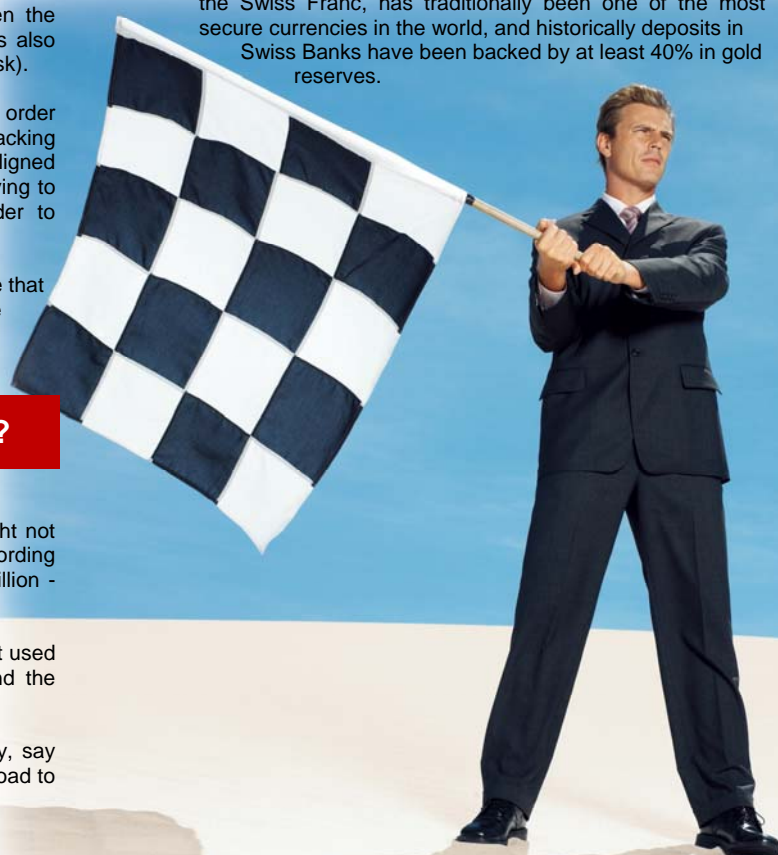 en the
s also
sk).
order
acking
ligned
ing to
der to
e that
?
ht not
ording
illion -
t used
nd the
y, say
oad to
the Swiss Franc, has traditionally been one of the most
secure currencies in the world, and historically deposits in
Swiss Banks have been backed by at least 40% in gold
reserves.